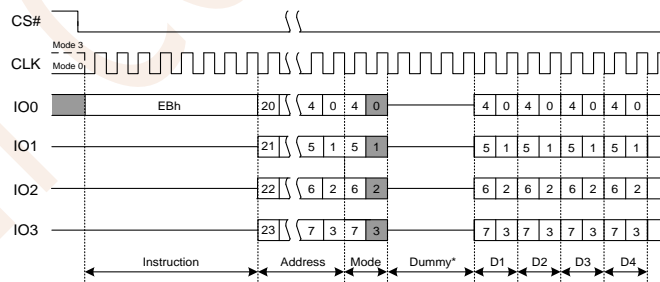 CS#
Mode 3
CLK Mode 0
IO0 EBh 20 4 0 4 0 4 0 4 0 4 0 4 0
IO1 21 5 1 5 1 5 1 5 1 5 1 5 1
IO2 22 6 2 6 2 6 2 6 2 6 2 6 2
IO3 23 7 3 7 3 7 3 7 3 7 3 7 3
Instruction Address Mode Dummy* D1 D2 D3 D4